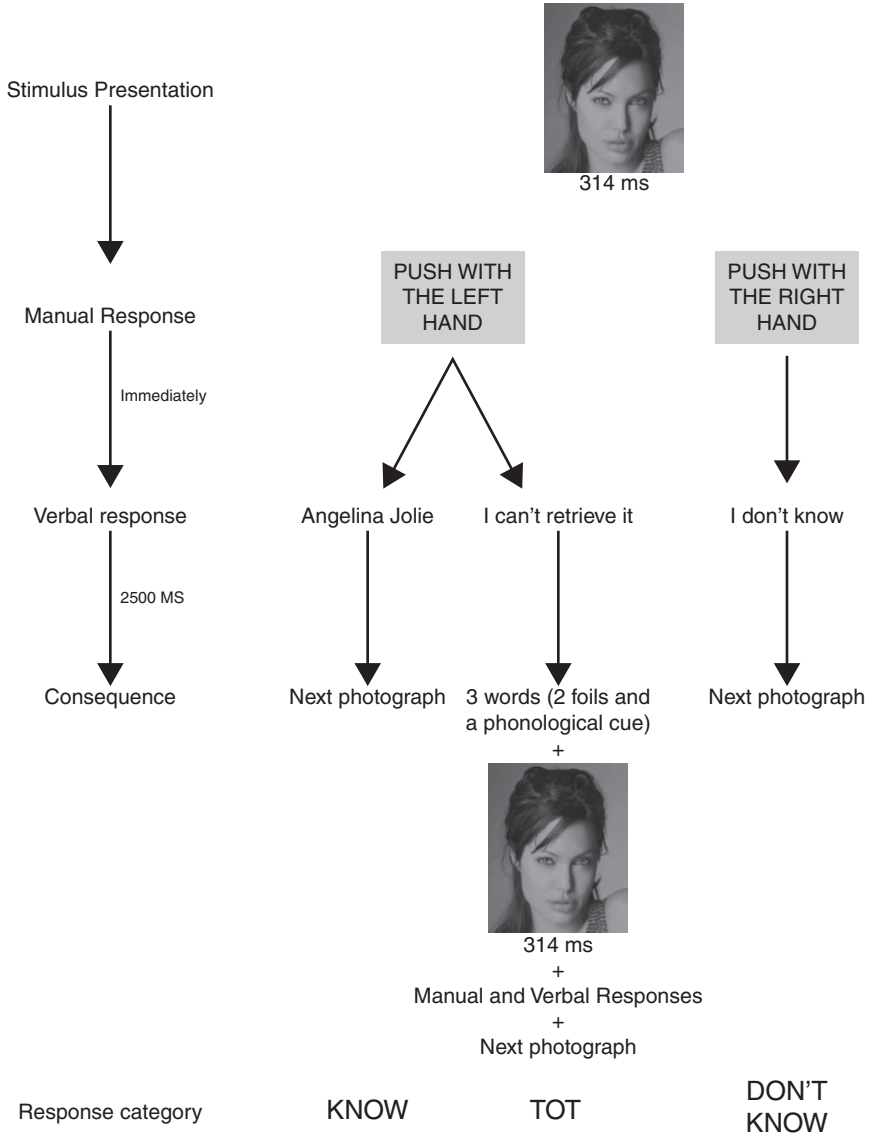 Stimulus Presentation
314 ms
Manual Response
PUSH WITH
THE LEFT
HAND
PUSH WITH
THE RIGHT
HAND
Immediately
Verbal response
Angelina Jolie
I can't retrieve it
I don't know
2500 MS
Consequence
Next photograph
3 words (2 foils and
a phonological cue)
+
Next photograph
314 ms
+
Manual and Verbal Responses
+
Next photograph
Response category
KNOW
TOT
DON'T
KNOW